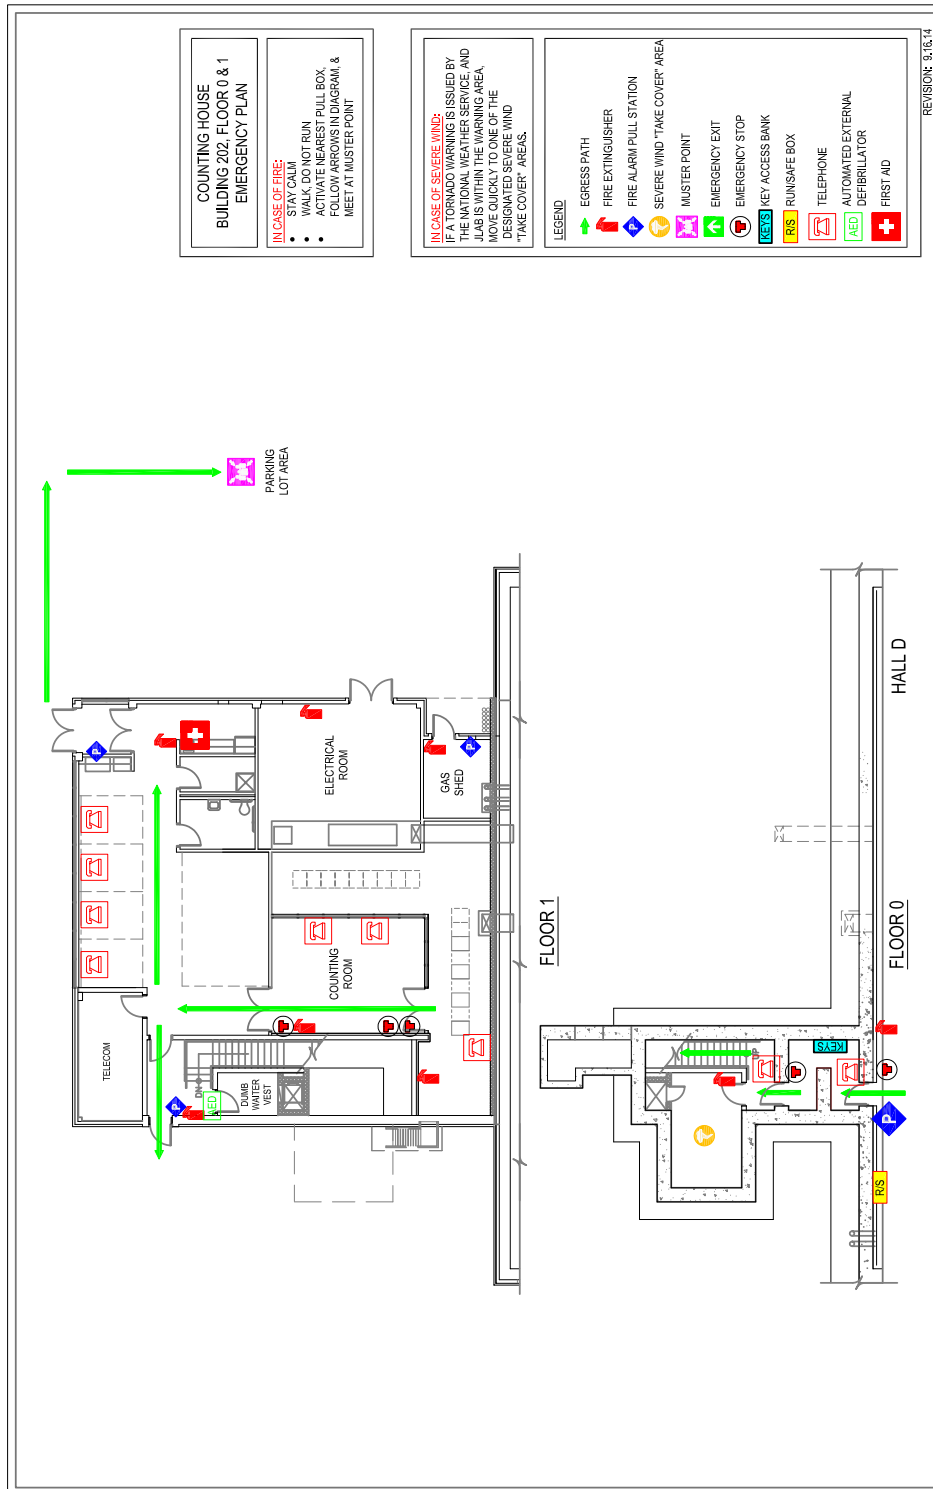 COUNTING HOUSE
BUILDING 202, FLOOR 0 & 1
EMERGENCY PLAN
IN CASE OF FIRE:
• STAY CALM
• WALK, DO NOT RUN
• ACTIVATE NEAREST PULL BOX,
FOLLOW ARROWS IN DIAGRAM, &
MEET AT MUSTER POINT
IN CASE OF SEVERE WIND:
IF A TORNADO WARNING IS ISSUED BY
THE NATIONAL WEATHER SERVICE, AND
JLAB IS WITHIN THE WARNING AREA,
MOVE QUICKLY TO ONE OF THE
DESIGNATED SEVERE WIND
"TAKE COVER" AREAS.
LEGEND
EGRESS PATH
FIRE EXTINGUISHER
P FIRE ALARM PULL STATION
SEVERE WIND "TAKE COVER" AREA
MUSTER POINT
EMERGENCY EXIT
EMERGENCY STOP
KEYS KEY ACCESS BANK
R/S RUN/SAFE BOX
TELEPHONE
AED AUTOMATED EXTERNAL
DEFIBRILLATOR
FIRST AID
REVISION: 9.16.14
PARKING
LOT AREA
P
ELECTRICAL
ROOM
GAS
SHED
P
COUNTING
ROOM
TELECOM
DN
DUMB
WAITER
VEST
AED
P
FLOOR 1
HALL D
FLOOR 0
UP
KEYS
P
R/S